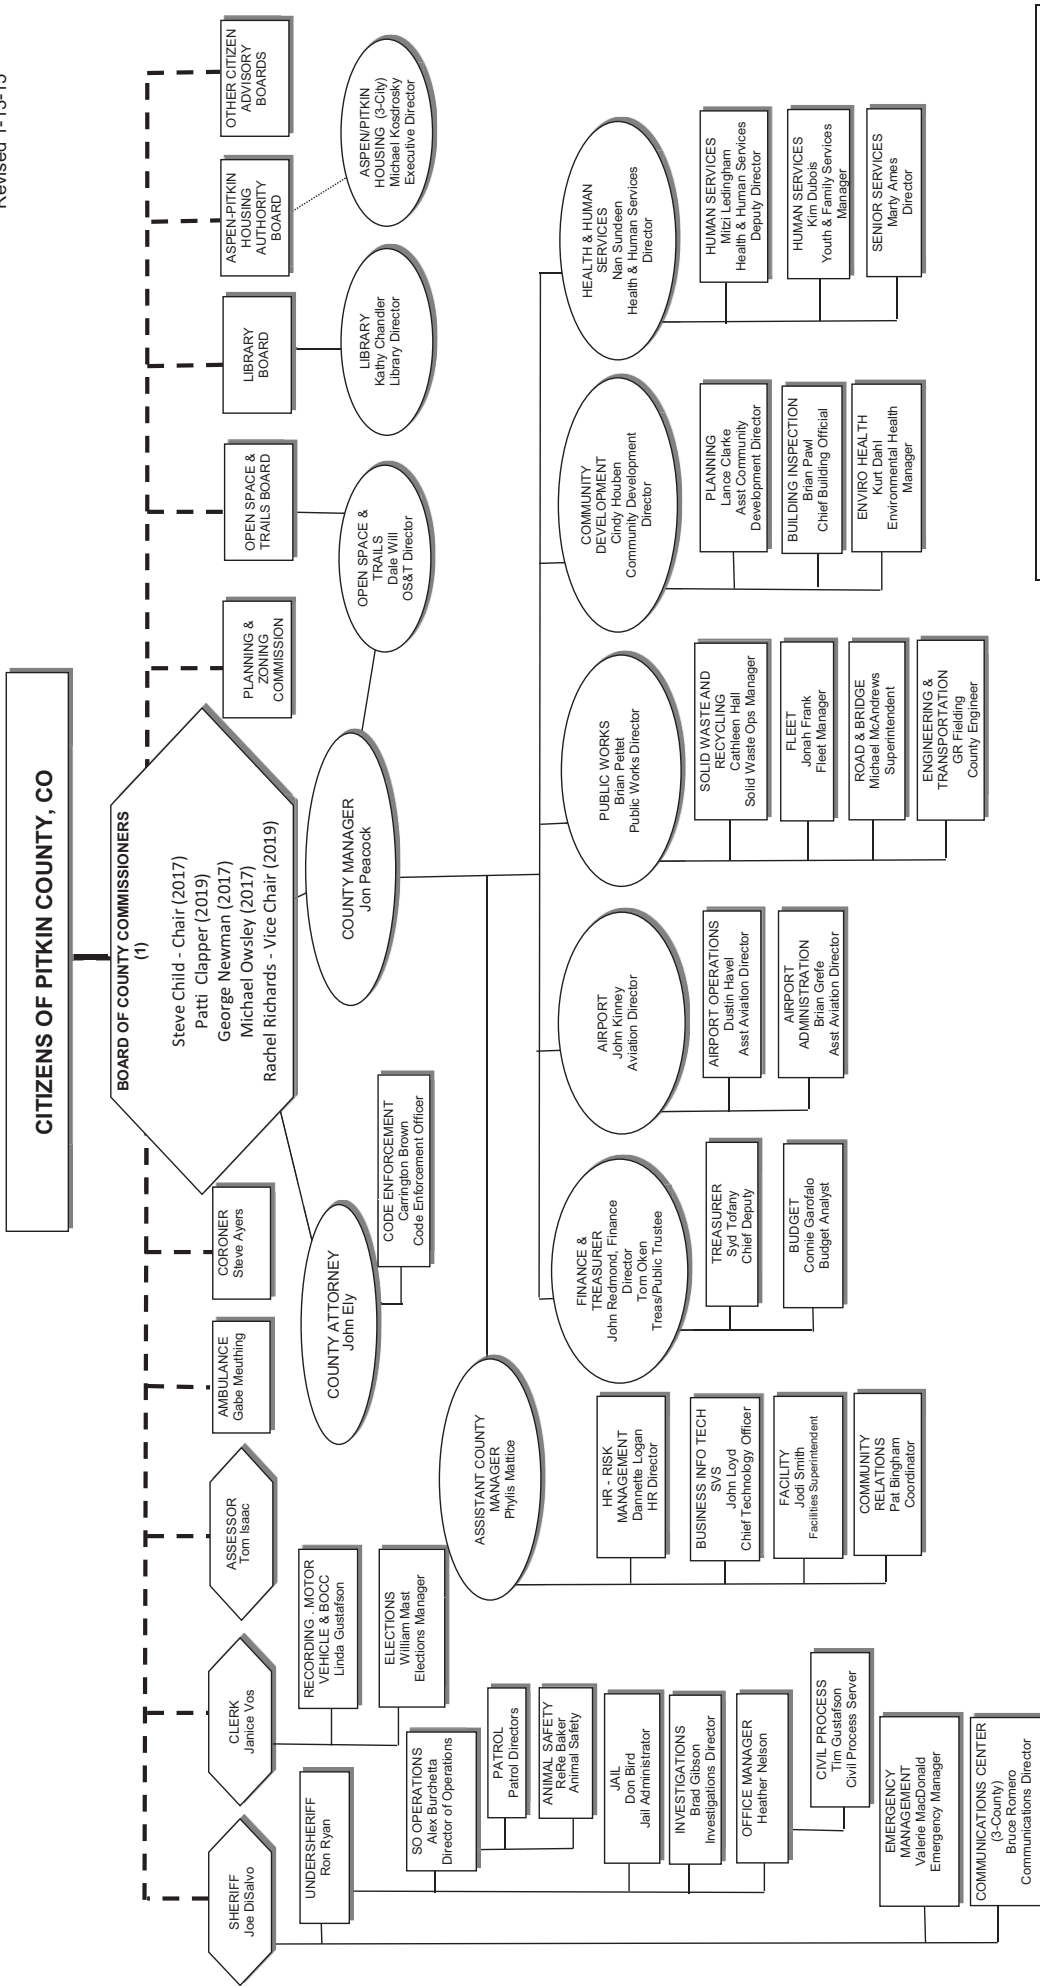 Revised 1-13-15
CITIZENS OF PITKIN COUNTY, CO
BOARD OF COUNTY COMMISSIONERS
(1)
Steve Child - Chair (2017)
Patti Clapper (2019)
George Newman (2017)
Michael Owsley (2017)
Rachel Richards - Vice Chair (2019)
SHERIFF
Joe DiSalvo
CLERK
Janice Vos
ASSESSOR
Tom Isaac
AMBULANCE
Gabe Meuthing
CORONER
Steve Ayers
PLANNING &
ZONING
COMMISSION
OPEN SPACE &
TRAILS BOARD
LIBRARY
BOARD
ASPEN-PITKIN
HOUSING
AUTHORITY
BOARD
OTHER CITIZEN
ADVISORY
BOARDS
UNDERSHERIFF
Ron Ryan
RECORDING . MOTOR
VEHICLE & BOCC
Linda Gustafson
ELECTIONS
William Mast
Elections Manager
COUNTY ATTORNEY
John Ely
CODE ENFORCEMENT
Carrington Brown
Code Enforcement Officer
COUNTY MANAGER
Jon Peacock
OPEN SPACE &
TRAILS
Dale Will
OS&T Director
LIBRARY
Kathy Chandler
Library Director
ASPEN/PITKIN
HOUSING (3-City)
Michael Kosdrosky
Executive Director
SO OPERATIONS
Alex Burchetta
Director of Operations
PATROL
Patrol Directors
ANIMAL SAFETY
ReRe Baker
Animal Safety
JAIL
Don Bird
Jail Administrator
INVESTIGATIONS
Brad Gibson
Investigations Director
OFFICE MANAGER
Heather Nelson
CIVIL PROCESS
Tim Gustafson
Civil Process Server
EMERGENCY
MANAGEMENT
Valerie MacDonald
Emergency Manager
COMMUNICATIONS CENTER
(3-County)
Bruce Romero
Communications Director
ASSISTANT COUNTY
MANAGER
Phylis Mattice
HR - RISK
MANAGEMENT
Dannette Logan
HR Director
BUSINESS INFO TECH
SVS
John Loyd
Chief Technology Officer
FACILITY
Jodi Smith
Facilities Superintendent
COMMUNITY
RELATIONS
Pat Bingham
Coordinator
FINANCE &
TREASURER
John Redmond, Finance
Director
Tom Oken
Treas/Public Trustee
TREASURER
Syd Tofany
Chief Deputy
BUDGET
Connie Garofalo
Budget Analyst
AIRPORT
John Kinney
Aviation Director
AIRPORT OPERATIONS
Dustin Havel
Asst Aviation Director
AIRPORT
ADMINISTRATION
Brian Grefe
Asst Aviation Director
PUBLIC WORKS
Brian Pettet
Public Works Director
SOLID WASTE AND
RECYCLING
Cathleen Hall
Solid Waste Ops Manager
FLEET
Jonah Frank
Fleet Manager
ROAD & BRIDGE
Michael McAndrews
Superintendent
ENGINEERING &
TRANSPORTATION
GR Fielding
County Engineer
COMMUNITY
DEVELOPMENT
Cindy Houben
Community Development
Director
PLANNING
Lance Clarke
Asst Community
Development Director
BUILDING INSPECTION
Brian Pawl
Chief Building Official
ENVIRO HEALTH
Kurt Dahl
Environmental Health
Manager
HEALTH & HUMAN
SERVICES
Nan Sundeen
Health & Human Services
Director
HUMAN SERVICES
Mitzi Ledingham
Health & Human Services
Deputy Director
HUMAN SERVICES
Kim Dubois
Youth & Family Services
Manager
SENIOR SERVICES
Marty Ames
Director